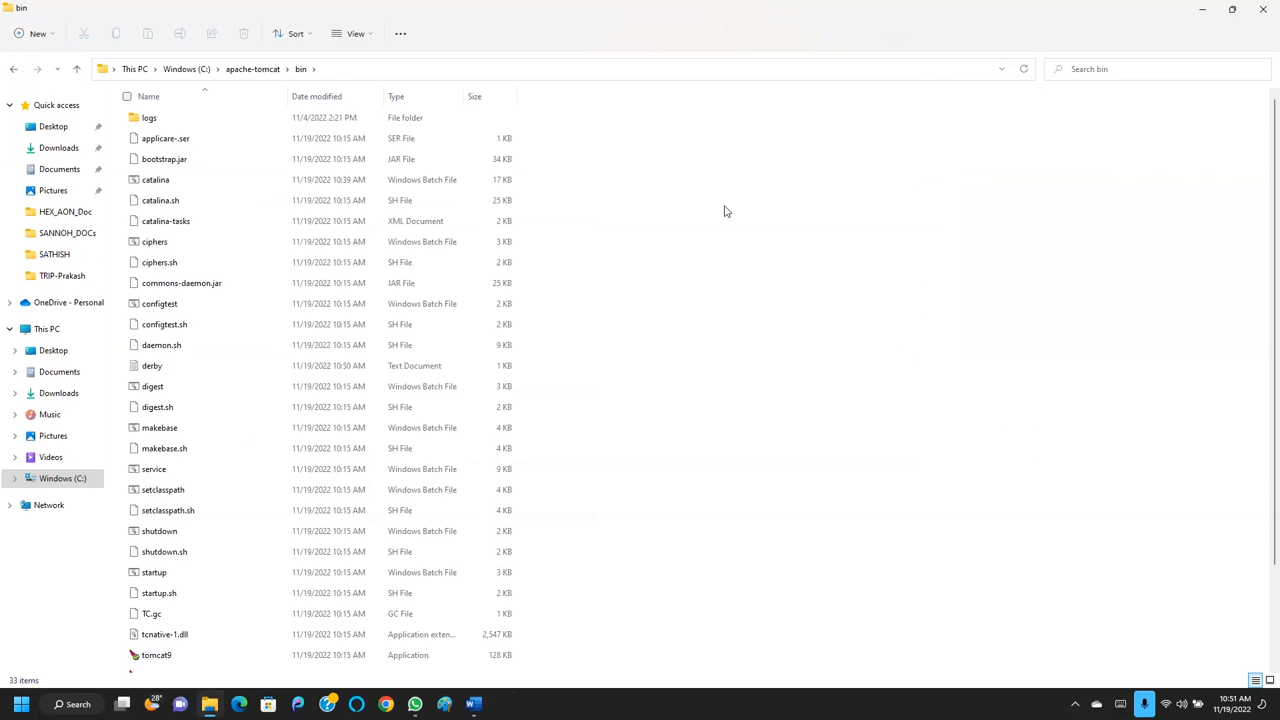 bin
New Sort View
This PC Windows (C:) apache-tomcat bin Search bin
Name Date modified Type Size
Quick access
Desktop
Downloads
Documents
Pictures
HEX_AON_Doc
SANNOH_DOCs
SATHISH
TRIP-Prakash
OneDrive - Personal
This PC
Desktop
Documents
Downloads
Music
Pictures
Videos
Windows (C:)
Network
logs 11/4/2022 2:21 PM File folder
applicare-.ser 11/19/2022 10:15 AM SER File 1 KB
bootstrap.jar 11/19/2022 10:15 AM JAR File 34 KB
catalina 11/19/2022 10:39 AM Windows Batch File 17 KB
catalina.sh 11/19/2022 10:15 AM SH File 25 KB
catalina-tasks 11/19/2022 10:15 AM XML Document 2 KB
ciphers 11/19/2022 10:15 AM Windows Batch File 3 KB
ciphers.sh 11/19/2022 10:15 AM SH File 2 KB
commons-daemon.jar 11/19/2022 10:15 AM JAR File 25 KB
configtest 11/19/2022 10:15 AM Windows Batch File 2 KB
configtest.sh 11/19/2022 10:15 AM SH File 2 KB
daemon.sh 11/19/2022 10:15 AM SH File 9 KB
derby 11/19/2022 10:50 AM Text Document 1 KB
digest 11/19/2022 10:15 AM Windows Batch File 3 KB
digest.sh 11/19/2022 10:15 AM SH File 2 KB
makebase 11/19/2022 10:15 AM Windows Batch File 4 KB
makebase.sh 11/19/2022 10:15 AM SH File 4 KB
service 11/19/2022 10:15 AM Windows Batch File 9 KB
setclasspath 11/19/2022 10:15 AM Windows Batch File 4 KB
setclasspath.sh 11/19/2022 10:15 AM SH File 4 KB
shutdown 11/19/2022 10:15 AM Windows Batch File 2 KB
shutdown.sh 11/19/2022 10:15 AM SH File 2 KB
startup 11/19/2022 10:15 AM Windows Batch File 3 KB
startup.sh 11/19/2022 10:15 AM SH File 2 KB
TC.gc 11/19/2022 10:15 AM GC File 1 KB
tcnative-1.dll 11/19/2022 10:15 AM Application exten... 2,547 KB
tomcat9 11/19/2022 10:15 AM Application 128 KB
33 items
Search 28° 10:51 AM
11/19/2022